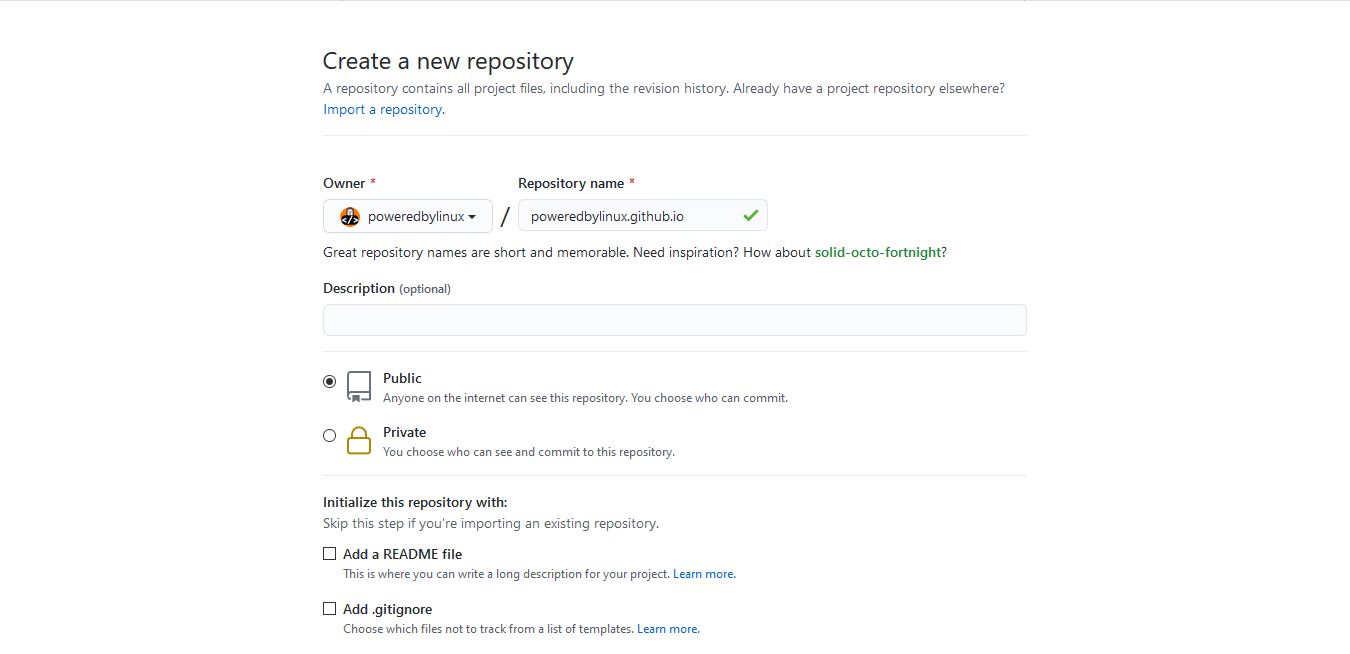 Create a new repository
A repository contains all project files, including the revision history. Already have a project repository elsewhere?
Import a repository.
Owner * Repository name *
poweredbylinux / poweredbylinux.github.io
Great repository names are short and memorable. Need inspiration? How about solid-octo-fortnight?
Description (optional)
Public
Anyone on the internet can see this repository. You choose who can commit.
Private
You choose who can see and commit to this repository.
Initialize this repository with:
Skip this step if you're importing an existing repository.
Add a README file
This is where you can write a long description for your project. Learn more.
Add .gitignore
Choose which files not to track from a list of templates. Learn more.